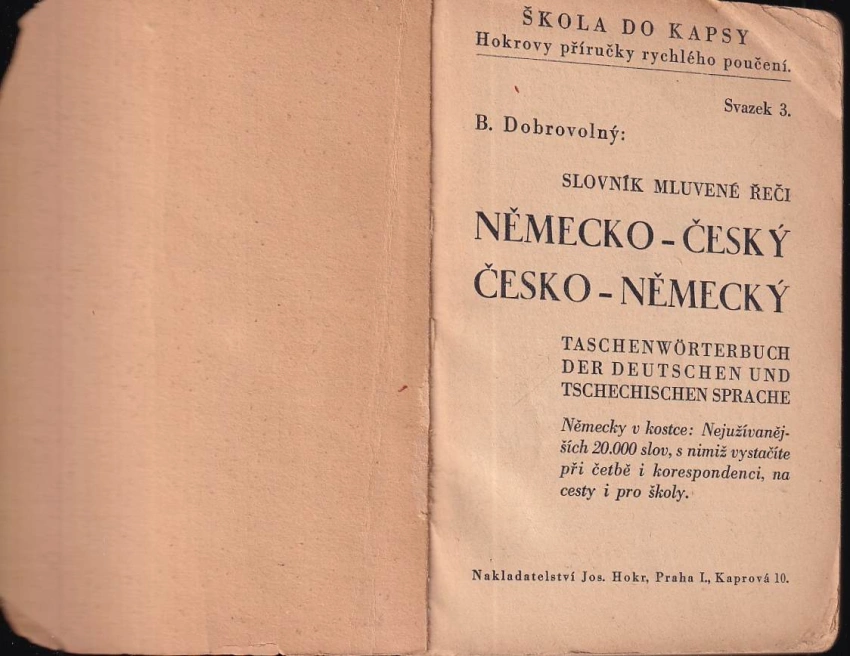 ŠKOLA DO KAPSY
Hokrovy příručky rychlého poučení.
Svazek 3.
B. Dobrovolný:
SLOVNÍK MLUVENÉ ŘEČI
NĚMECKO – ČESKÝ
ČESKO – NĚMECKÝ
TASCHENWÖRTERBUCH
DER DEUTSCHEN UND
TSCHECHISCHEN SPRACHE
Německy v kostce: Nejužívaněj-
ších 20.000 slov, s nimiž vystačíte
při četbě i korespondenci, na
cesty i pro školy.
Nakladatelství Jos. Hokr, Praha I., Kaprová 10.